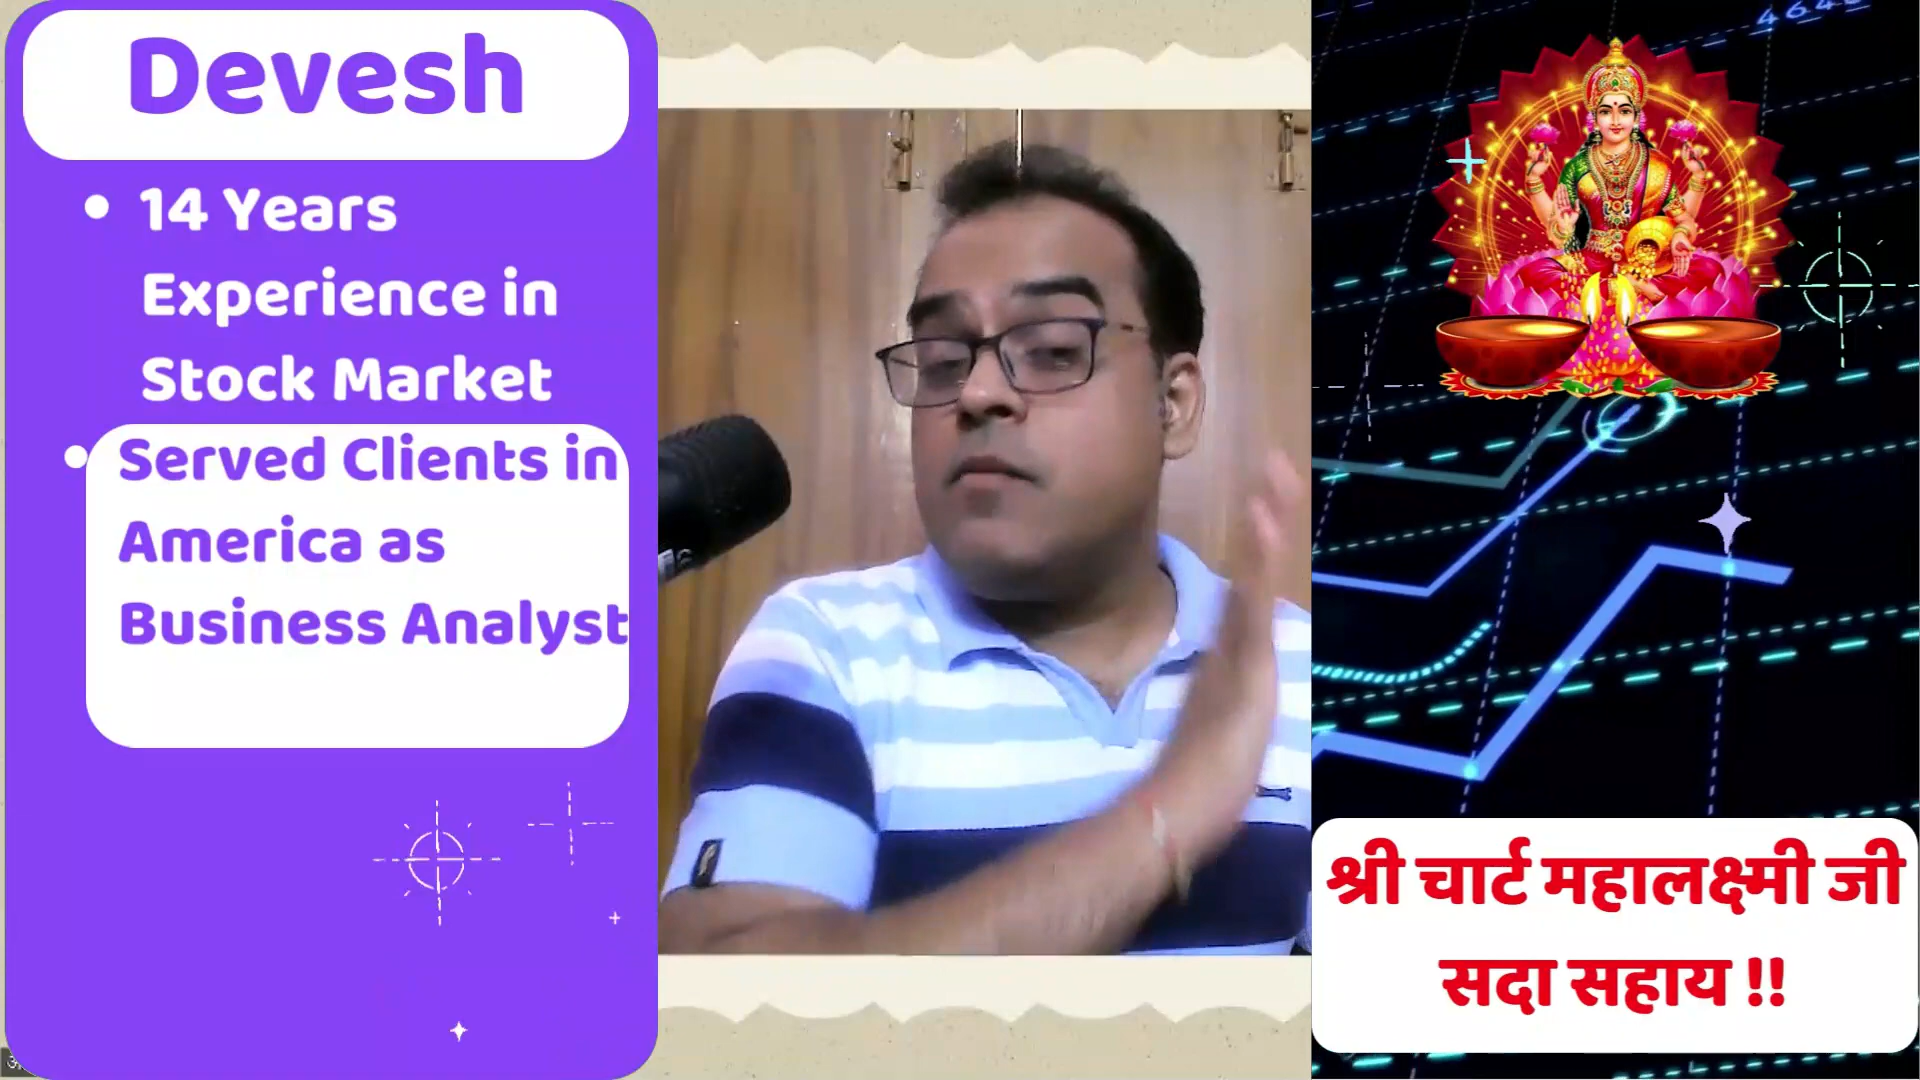 Devesh
• 14 Years
Experience in
Stock Market
• Served Clients in
America as
Business Analyst
श्री चार्ट महालक्ष्मी जी
सदा सहाय !!